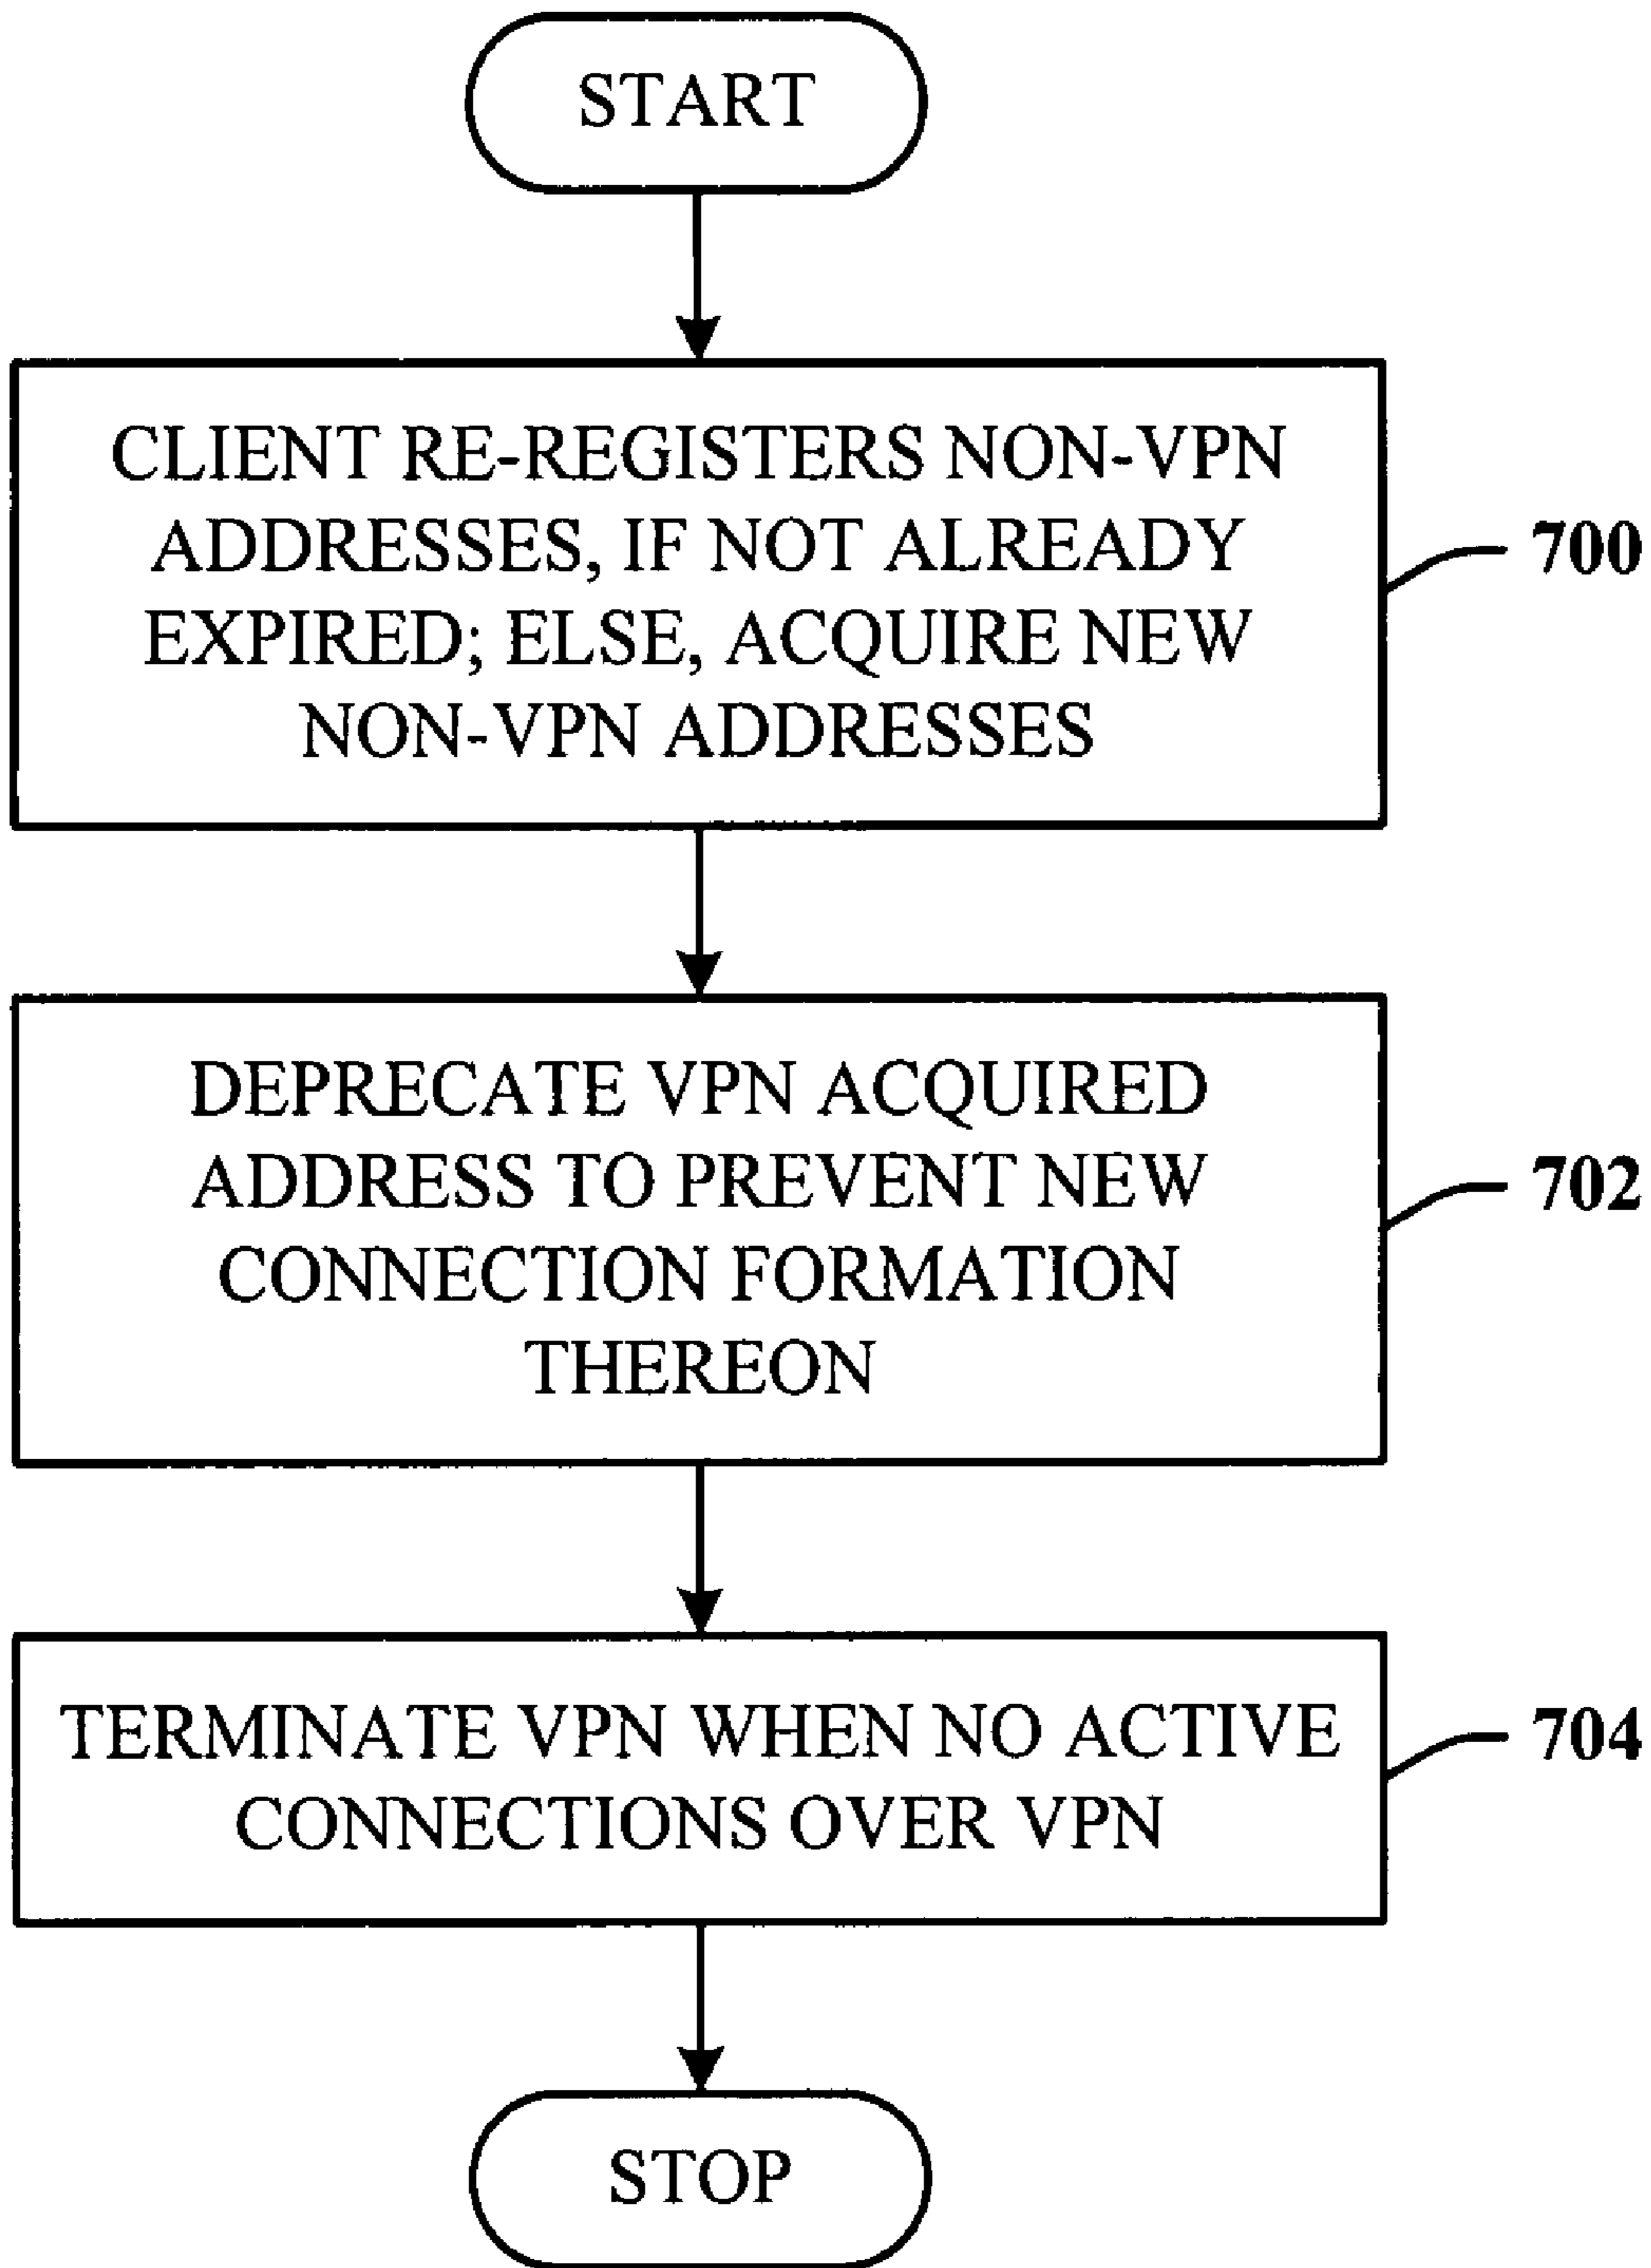 START
CLIENT RE-REGISTERS NON-VPN
ADDRESSES, IF NOT ALREADY
EXPIRED; ELSE, ACQUIRE NEW
NON-VPN ADDRESSES
700
DEPRECATE VPN ACQUIRED
ADDRESS TO PREVENT NEW
CONNECTION FORMATION
THEREON
702
TERMINATE VPN WHEN NO ACTIVE
CONNECTIONS OVER VPN
704
STOP